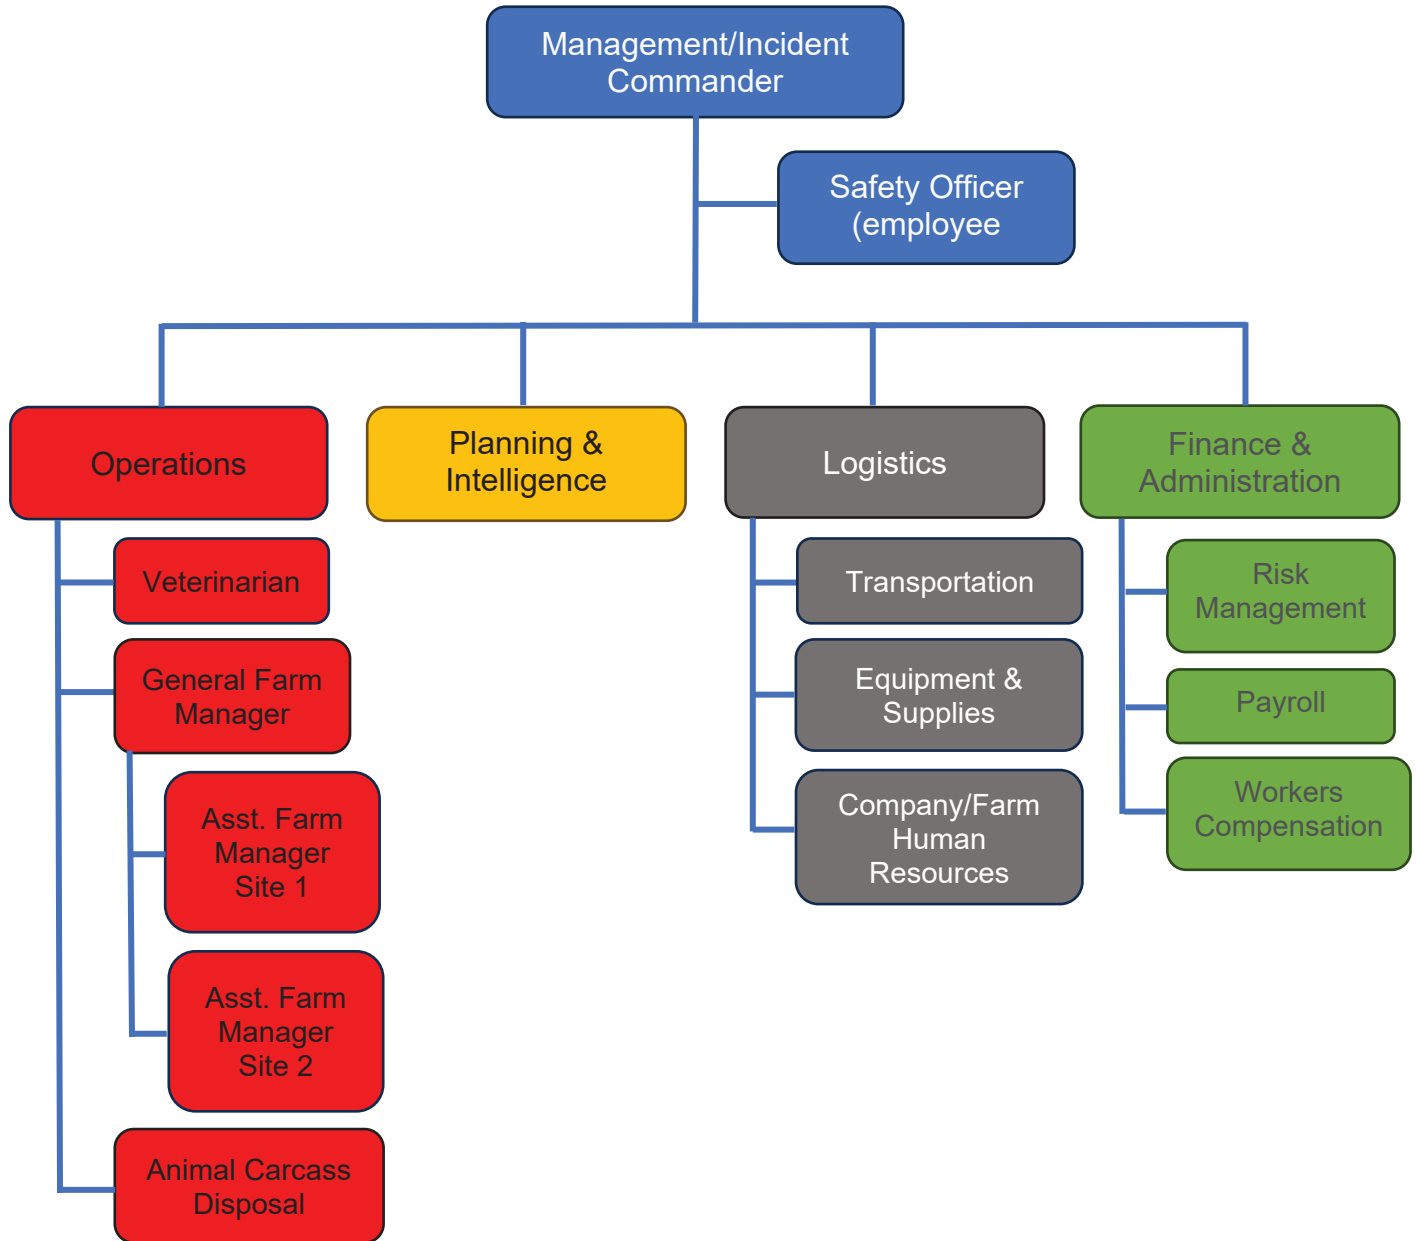 Management/Incident
Commander
Safety Officer
(employee
Operations
Planning &
Intelligence
Logistics
Finance &
Administration
Veterinarian
General Farm
Manager
Asst. Farm
Manager
Site 1
Asst. Farm
Manager
Site 2
Animal Carcass
Disposal
Transportation
Equipment &
Supplies
Company/Farm
Human
Resources
Risk
Management
Payroll
Workers
Compensation